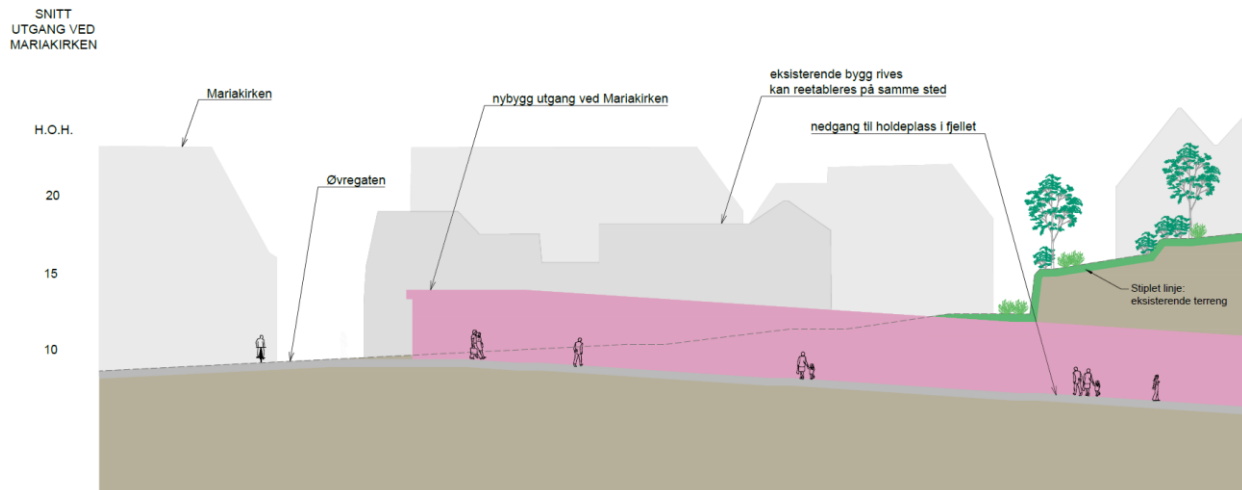 SNITT
UTGANG VED
MARIAKIRKEN
eksisterende bygg rives
kan reetableres på samme sted
Mariakirken
nybygg utgang ved Mariakirken
nedgang til holdeplass i fjellet
H.O.H.
Øvregaten
20
15
Stiplet linje:
eksisterende terreng
10